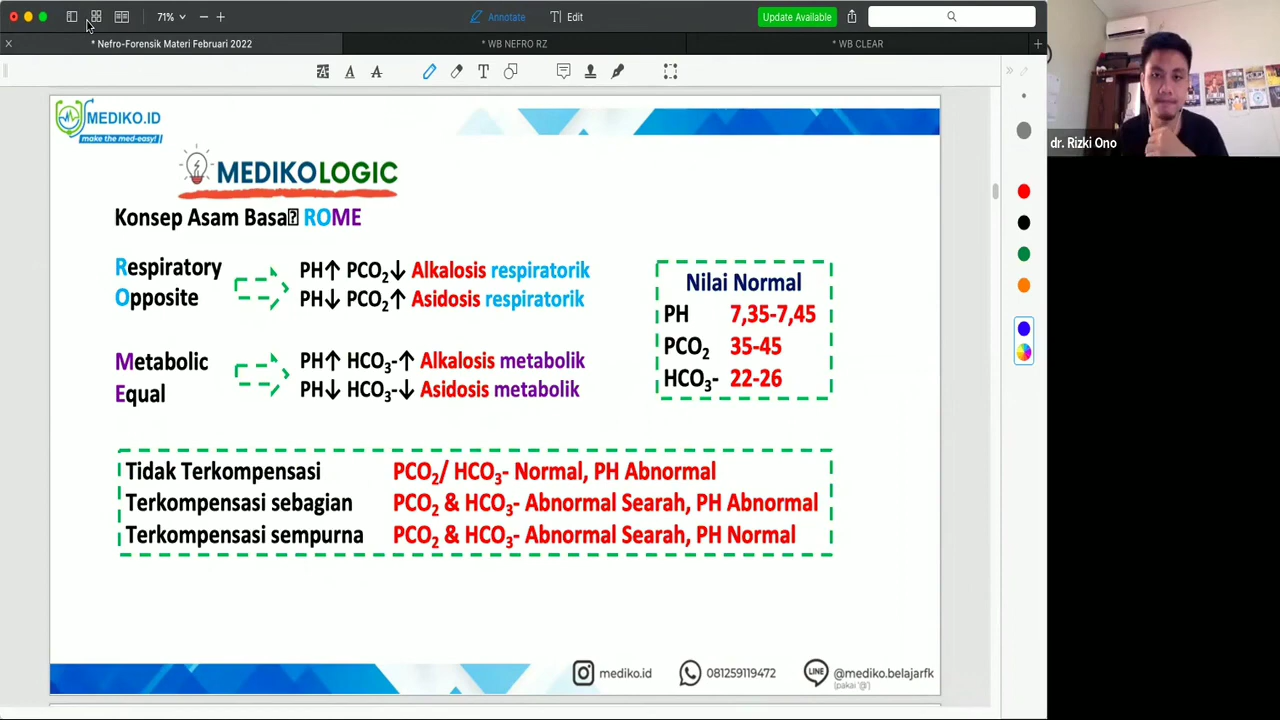 71%
Annotate
Edit
Update Available
* Nefro-Forensik Materi Februari 2022
* WB NEFRO RZ
* WB CLEAR
MEDIKO.ID
make the med-easy!
MEDIKOLOGIC
Konsep Asam Basa ROME
Respiratory
Opposite
PH↑ PCO₂↓ Alkalosis respiratorik
PH↓ PCO₂↑ Asidosis respiratorik
Metabolic
Equal
PH↑ HCO₃-↑ Alkalosis metabolik
PH↓ HCO₃-↓ Asidosis metabolik
Nilai Normal
PH 7,35-7,45
PCO₂ 35-45
HCO₃- 22-26
Tidak Terkompensasi PCO₂/ HCO₃- Normal, PH Abnormal
Terkompensasi sebagian PCO₂ & HCO₃- Abnormal Searah, PH Abnormal
Terkompensasi sempurna PCO₂ & HCO₃- Abnormal Searah, PH Normal
mediko.id
081259119472
LINE
@mediko.belajarfk
(pakai '@')
dr. Rizki Ono